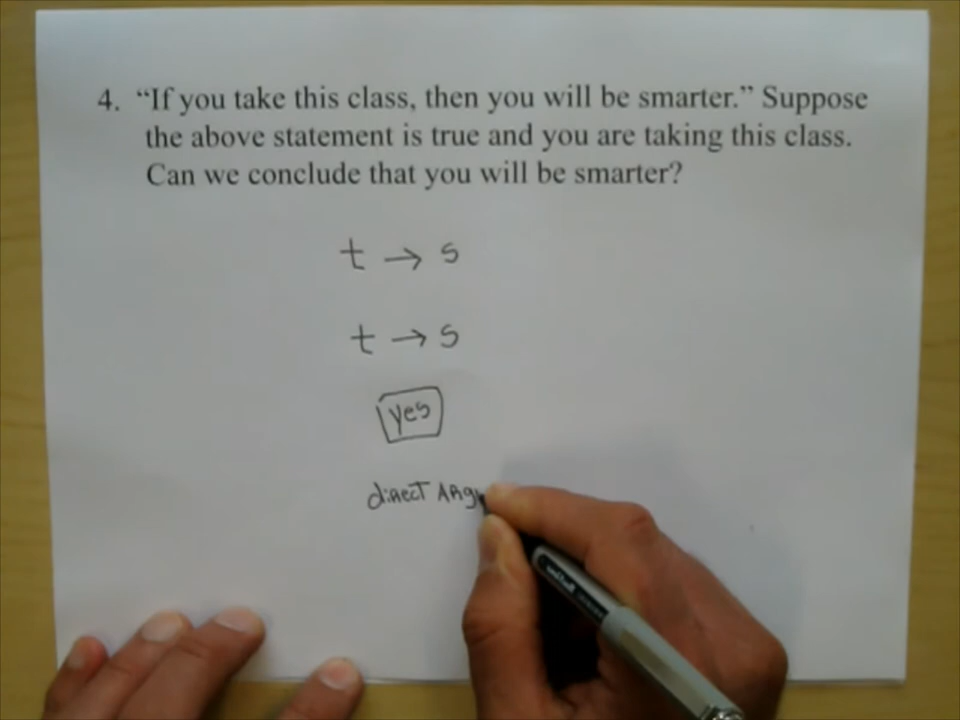 4. “If you take this class, then you will be smarter.” Suppose
the above statement is true and you are taking this class.
Can we conclude that you will be smarter?
t → s
t → s
yes
direct Argu